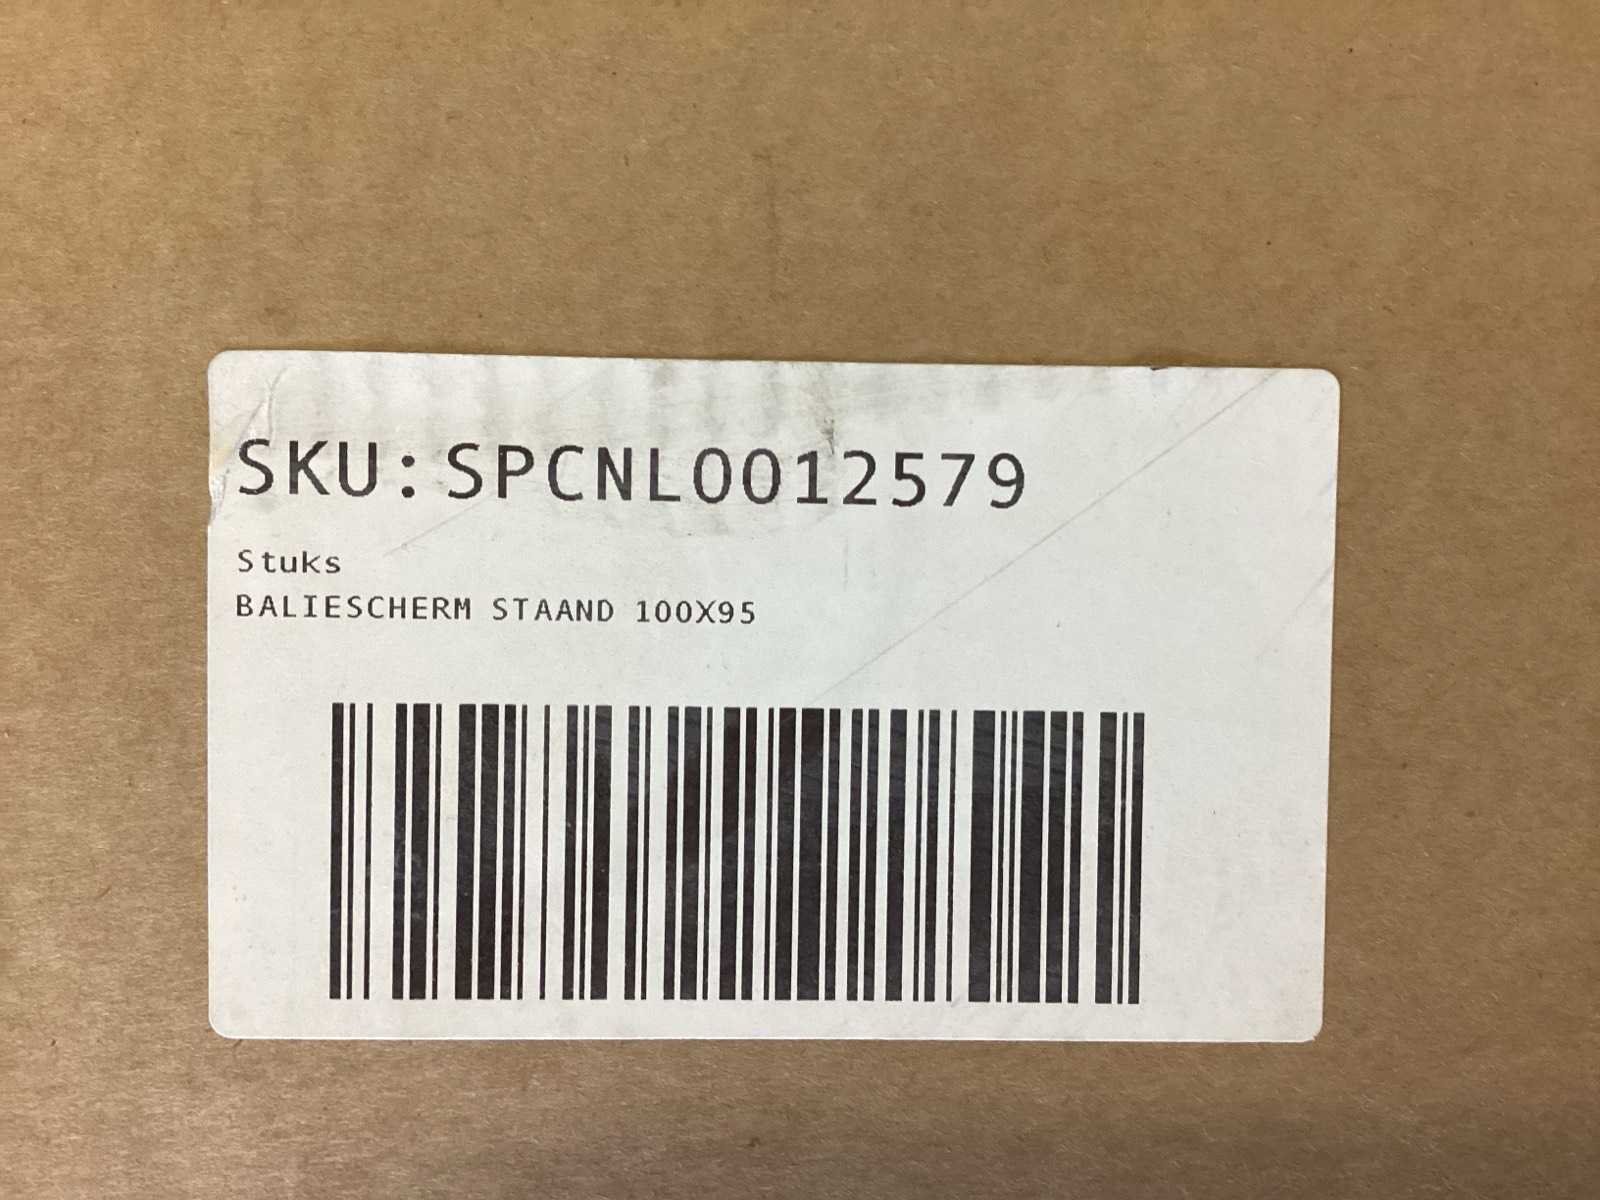 SKU:SPCNL0012579
Stuks
BALIESCHERM STAAND 100X95